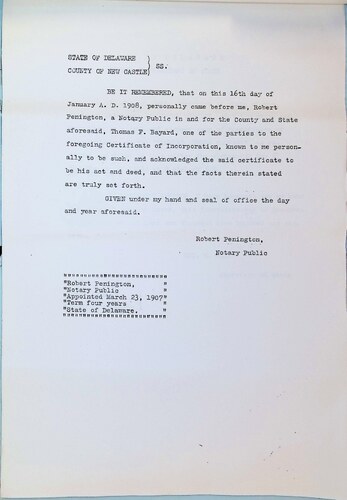 STATE OF DELAWARE ) SS.
COUNTY OF NEW CASTLE)
BE IT REMEMBERED, that on this 16th day of
January A. D. 1908, personally came before me, Robert
Penington, a Notary Public in and for the County and State
aforesaid, Thomas F. Bayard, one of the parties to the
foregoing Certificate of Incorporation, known to me person-
ally to be such, and acknowledged the said certificate to
be his act and deed, and that the facts therein stated
are truly set forth.
GIVEN under my hand and seal of office the day
and year aforesaid.
Robert Penington,
Notary Public
"""""""""""""""""""""""
"Robert Penington, "
"Notary Public "
"Appointed March 23, 1907"
"Term four years "
"State of Delaware. "
"""""""""""""""""""""""